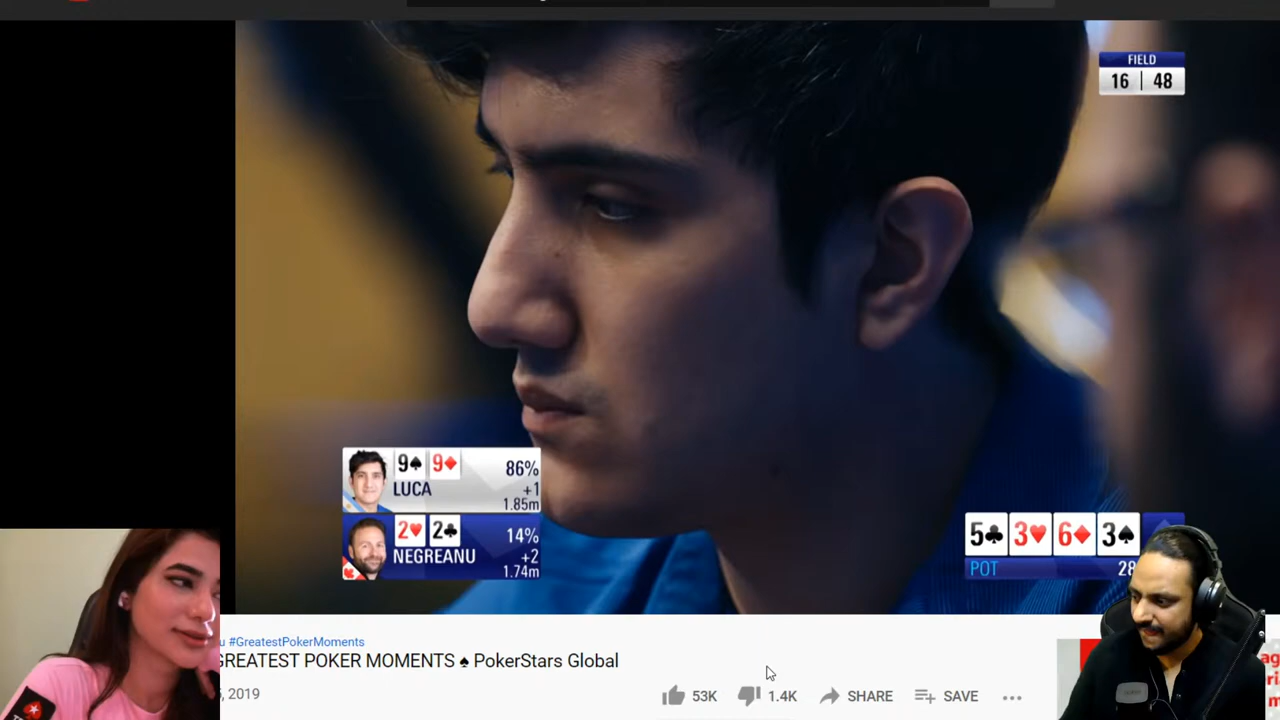 FIELD
16 | 48
9♠ 9♦ 86%
LUCA +1
1.85m
2♥ 2♣ 14%
NEGREANU +2
1.74m
5♣ 3♥ 6♦ 3♠
POT 28
#GreatestPokerMoments
GREATEST POKER MOMENTS ♠ PokerStars Global
, 2019
53K 1.4K SHARE SAVE ...